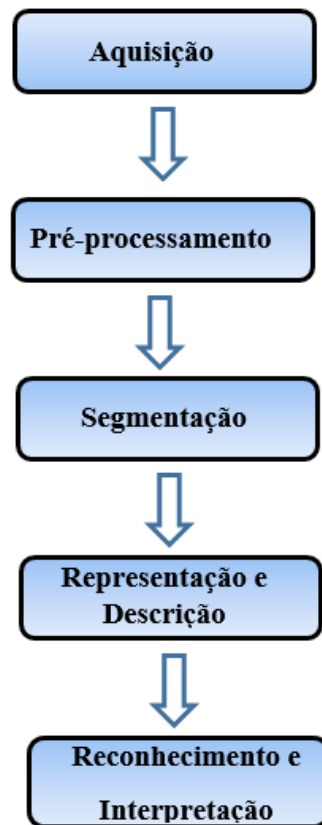 Aquisição
Pré-processamento
Segmentação
Representação e
Descrição
Reconhecimento e
Interpretação